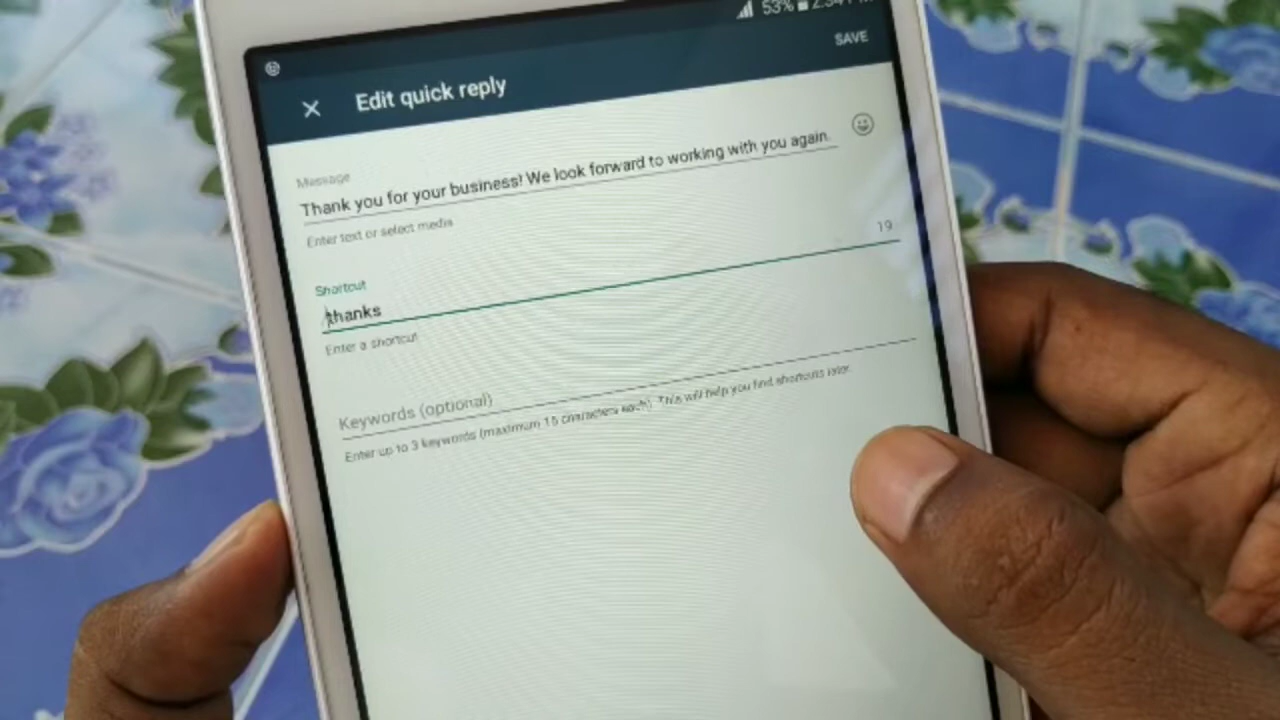 53%
SAVE
Edit quick reply
Message
Thank you for your business! We look forward to working with you again.
Enter text or select media
19
Shortcut
thanks
Enter a shortcut
Keywords (optional)
Enter up to 3 keywords (maximum 15 characters each). This will help you find shortcuts later.